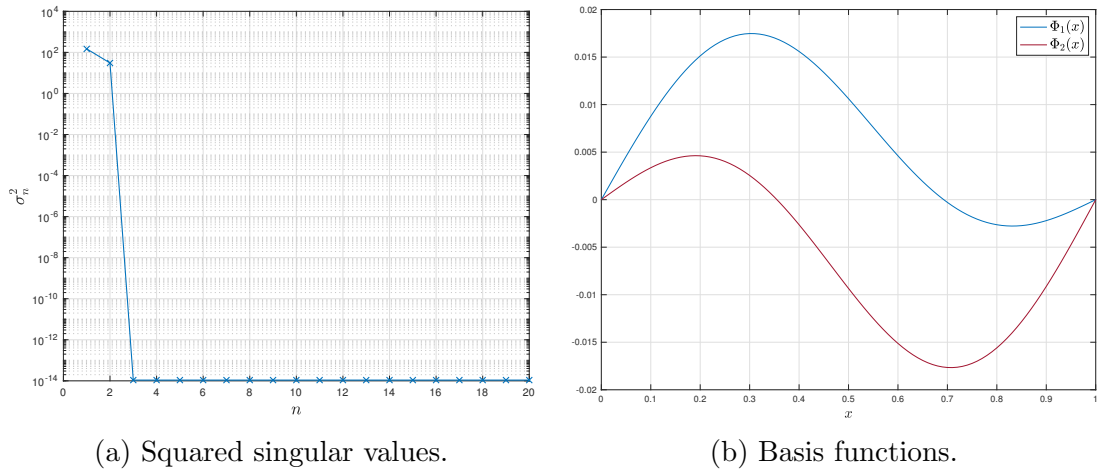 10^4
10^2
10^0
10^-2
10^-4
10^-6
10^-8
10^-10
10^-12
10^-14
σ_n^2
0 2 4 6 8 10 12 14 16 18 20
n
(a) Squared singular values.
0.02
0.015
0.01
0.005
0
-0.005
-0.01
-0.015
-0.02
Φ_1(x)
Φ_2(x)
0 0.1 0.2 0.3 0.4 0.5 0.6 0.7 0.8 0.9 1
x
(b) Basis functions.